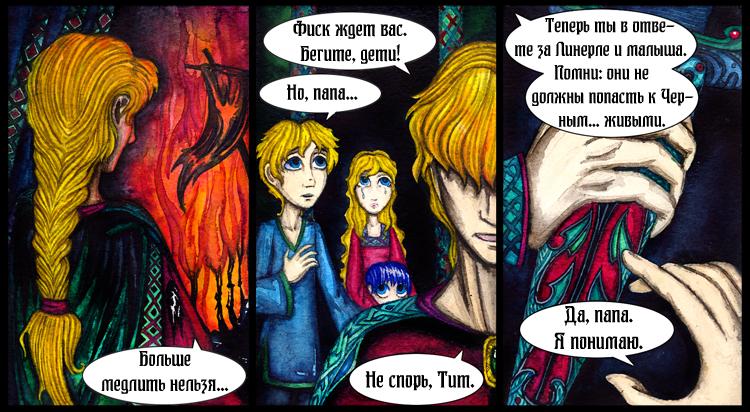 Больше
медлить нельзя...
Фиск ждет вас.
Бегите, дети!
Но, папа...
Не спорь, Тит.
Теперь ты в отве-
те за Линерле и малыша.
Помни: они не
должны попасть к Чер-
ным... живыми.
Да, папа.
Я понимаю.